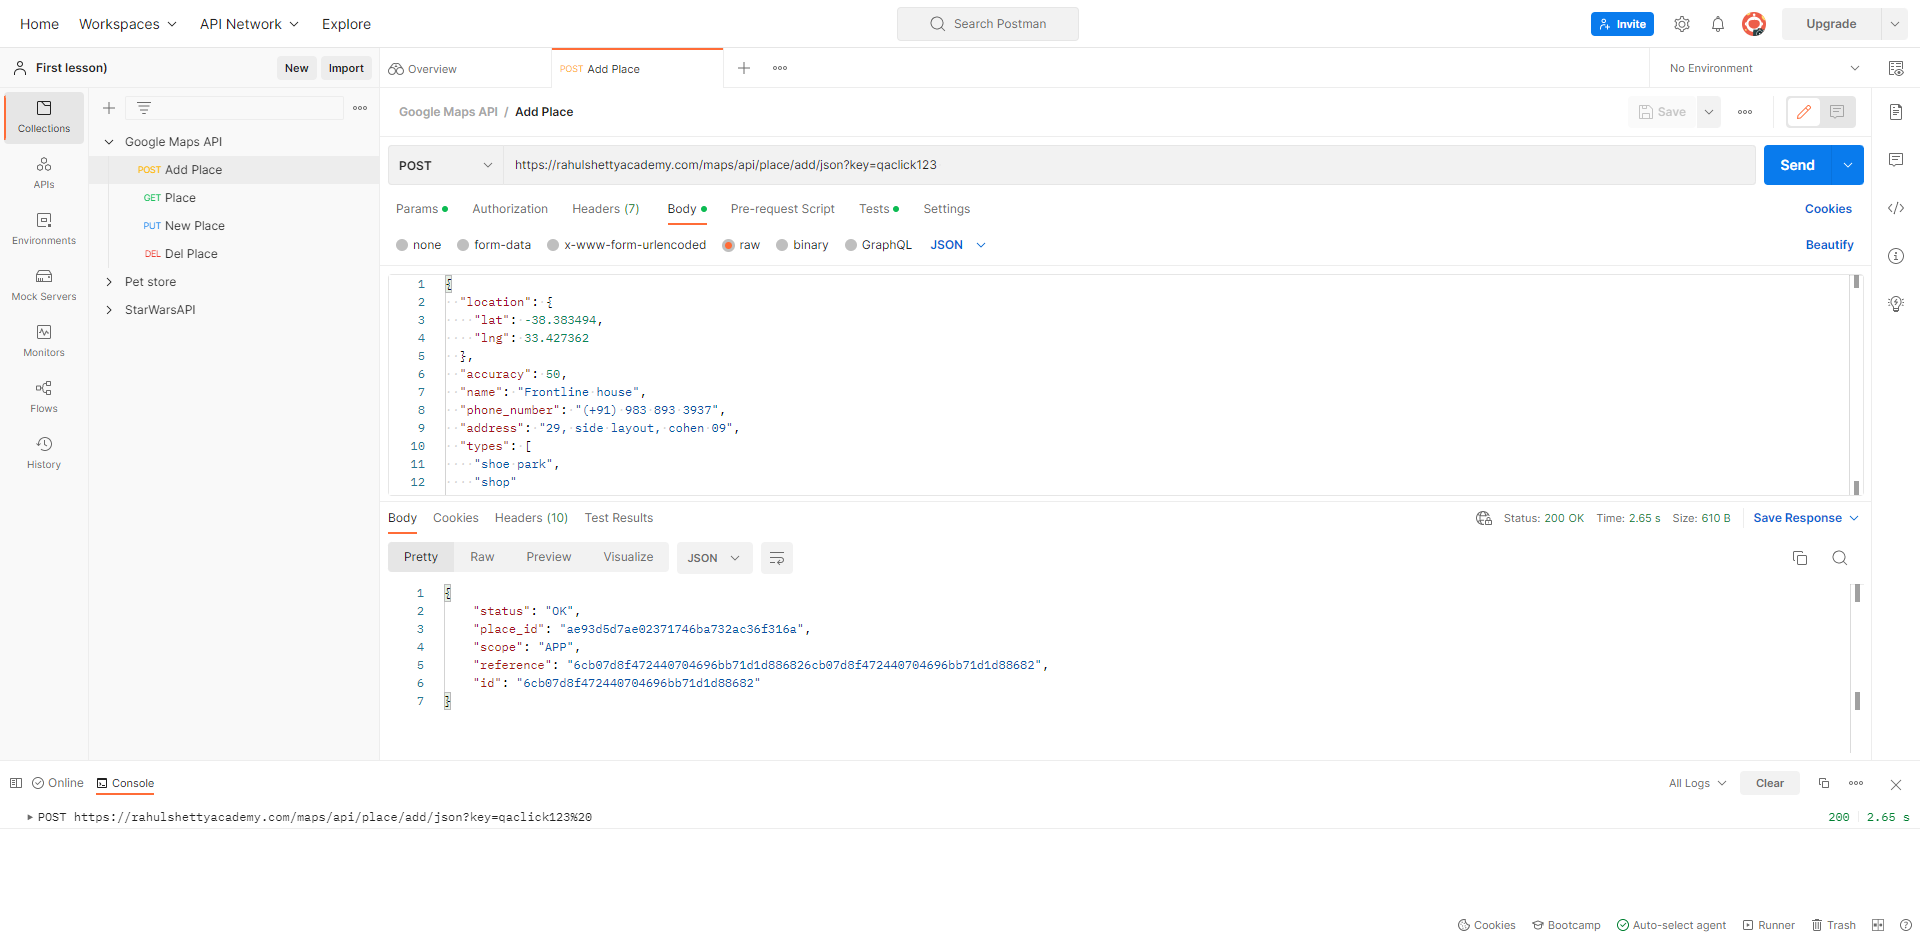 Home Workspaces API Network Explore Search Postman Invite Upgrade
First lesson) New Import Overview POST Add Place No Environment
Collections
APIs
Environments
Mock Servers
Monitors
Flows
History
Google Maps API
POST Add Place
GET Place
PUT New Place
DEL Del Place
Pet store
StarWarsAPI
Google Maps API / Add Place Save
POST https://rahulshettyacademy.com/maps/api/place/add/json?key=qaclick123 Send
Params Authorization Headers (7) Body Pre-request Script Tests Settings Cookies
none form-data x-www-form-urlencoded raw binary GraphQL JSON Beautify
1 {
2 "location": {
3 "lat": -38.383494,
4 "lng": 33.427362
5 },
6 "accuracy": 50,
7 "name": "Frontline house",
8 "phone_number": "(+91) 983 893 3937",
9 "address": "29, side layout, cohen 09",
10 "types": [
11 "shoe park",
12 "shop"
Body Cookies Headers (10) Test Results Status: 200 OK Time: 2.65 s Size: 610 B Save Response
Pretty Raw Preview Visualize JSON
1 {
2 "status": "OK",
3 "place_id": "ae93d5d7ae02371746ba732ac36f316a",
4 "scope": "APP",
5 "reference": "6cb07d8f472440704696bb71d1d886826cb07d8f472440704696bb71d1d88682",
6 "id": "6cb07d8f472440704696bb71d1d88682"
7 }
Online Console All Logs Clear
POST https://rahulshettyacademy.com/maps/api/place/add/json?key=qaclick123%20 200 2.65 s
Cookies Bootcamp Auto-select agent Runner Trash